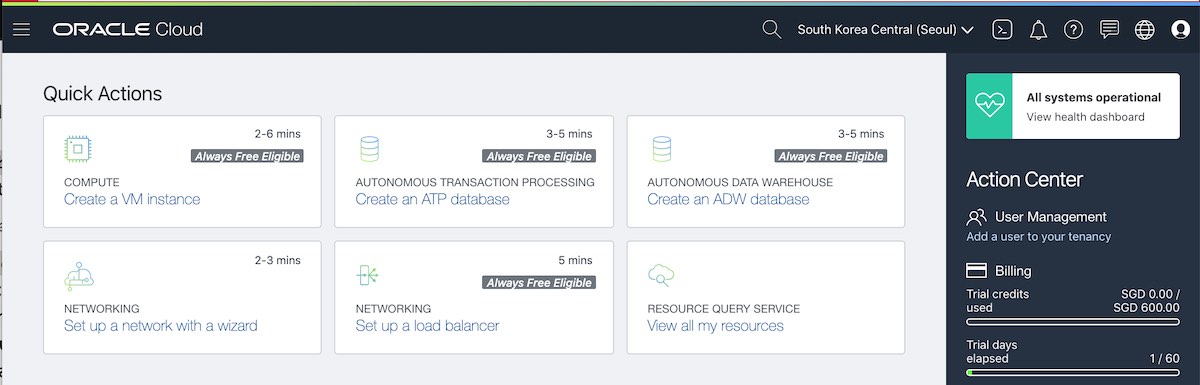 ORACLE Cloud
South Korea Central (Seoul)
Quick Actions
2-6 mins
Always Free Eligible
COMPUTE
Create a VM instance
3-5 mins
Always Free Eligible
AUTONOMOUS TRANSACTION PROCESSING
Create an ATP database
3-5 mins
Always Free Eligible
AUTONOMOUS DATA WAREHOUSE
Create an ADW database
2-3 mins
NETWORKING
Set up a network with a wizard
5 mins
Always Free Eligible
NETWORKING
Set up a load balancer
RESOURCE QUERY SERVICE
View all my resources
All systems operational
View health dashboard
Action Center
User Management
Add a user to your tenancy
Billing
Trial credits SGD 0.00 /
used SGD 600.00
Trial days
elapsed 1 / 60